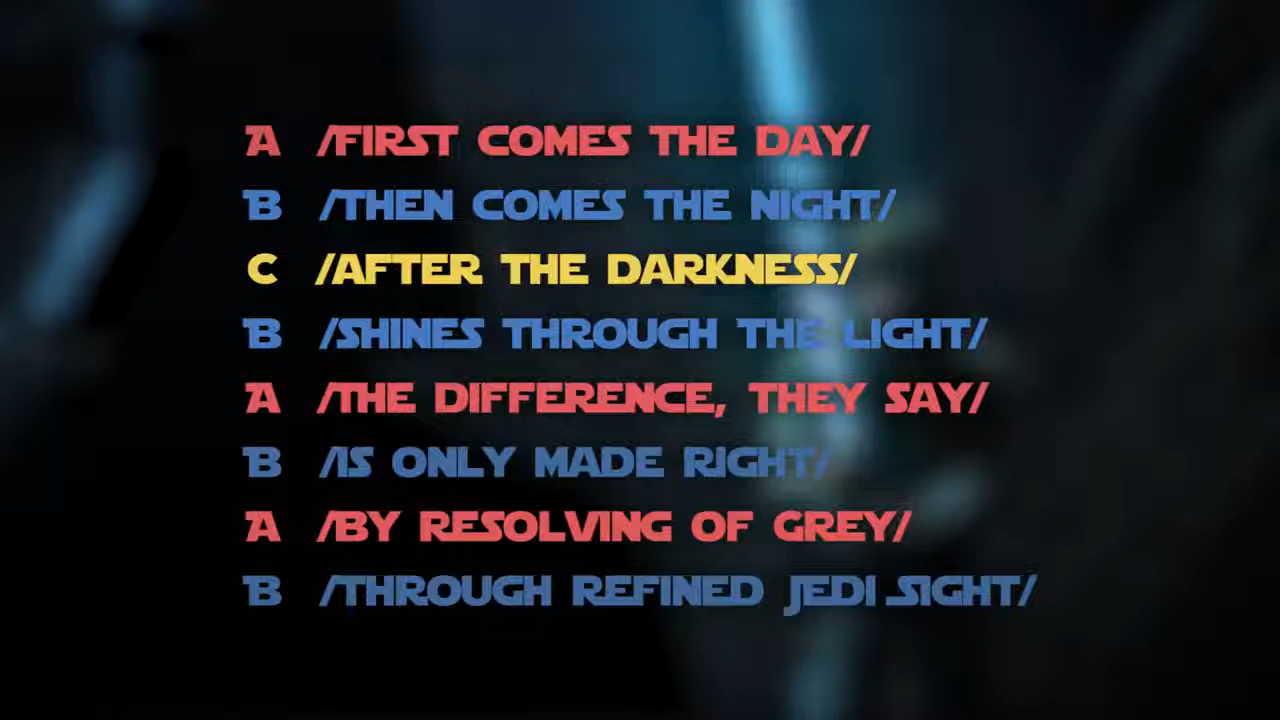 A /FIRST COMES THE DAY/
B /THEN COMES THE NIGHT/
C /AFTER THE DARKNESS/
B /SHINES THROUGH THE LIGHT/
A /THE DIFFERENCE, THEY SAY/
B /IS ONLY MADE RIGHT/
A /BY RESOLVING OF GREY/
B /THROUGH REFINED JEDI SIGHT/